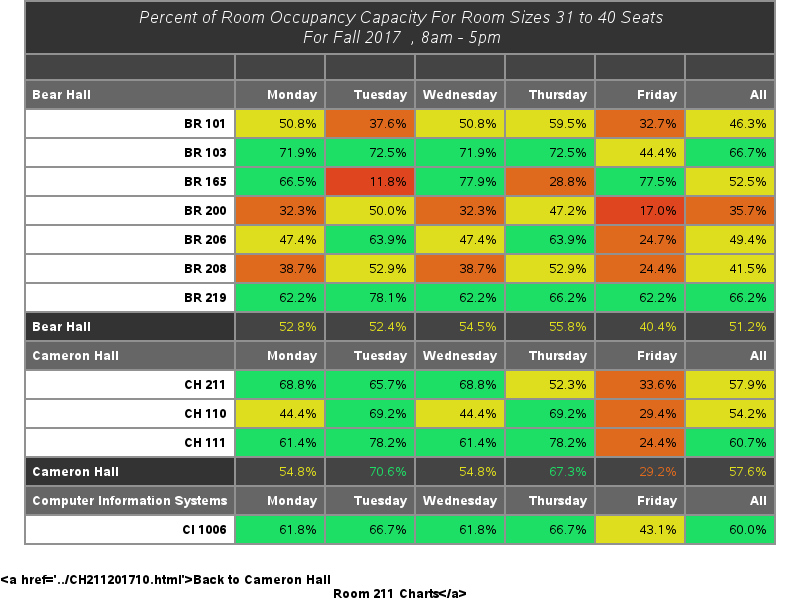 Percent of Room Occupancy Capacity For Room Sizes 31 to 40 Seats
For Fall 2017 , 8am - 5pm
Bear Hall Monday Tuesday Wednesday Thursday Friday All
BR 101 50.8% 37.6% 50.8% 59.5% 32.7% 46.3%
BR 103 71.9% 72.5% 71.9% 72.5% 44.4% 66.7%
BR 165 66.5% 11.8% 77.9% 28.8% 77.5% 52.5%
BR 200 32.3% 50.0% 32.3% 47.2% 17.0% 35.7%
BR 206 47.4% 63.9% 47.4% 63.9% 24.7% 49.4%
BR 208 38.7% 52.9% 38.7% 52.9% 24.4% 41.5%
BR 219 62.2% 78.1% 62.2% 66.2% 62.2% 66.2%
Bear Hall 52.8% 52.4% 54.5% 55.8% 40.4% 51.2%
Cameron Hall Monday Tuesday Wednesday Thursday Friday All
CH 211 68.8% 65.7% 68.8% 52.3% 33.6% 57.9%
CH 110 44.4% 69.2% 44.4% 69.2% 29.4% 54.2%
CH 111 61.4% 78.2% 61.4% 78.2% 24.4% 60.7%
Cameron Hall 54.8% 70.6% 54.8% 67.3% 29.2% 57.6%
Computer Information Systems Monday Tuesday Wednesday Thursday Friday All
CI 1006 61.8% 66.7% 61.8% 66.7% 43.1% 60.0%
<a href='../CH211201710.html'>Back to Cameron Hall
Room 211 Charts</a>